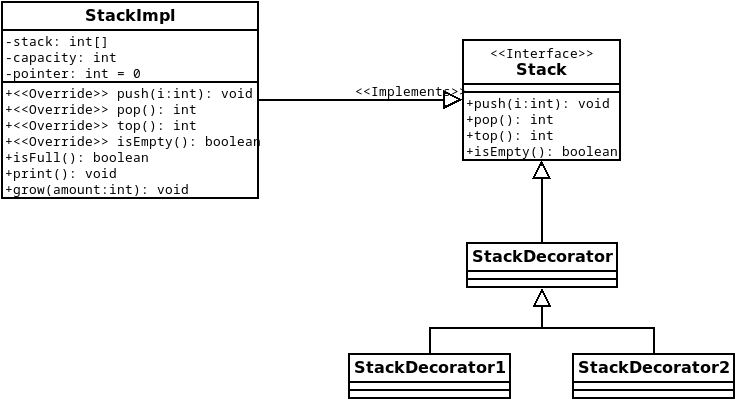 StackImpl
-stack: int[]
-capacity: int
-pointer: int = 0
+<<Override>> push(i:int): void
+<<Override>> pop(): int
+<<Override>> top(): int
+<<Override>> isEmpty(): boolean
+isFull(): boolean
+print(): void
+grow(amount:int): void
<<Implements>>
<<Interface>>
Stack
+push(i:int): void
+pop(): int
+top(): int
+isEmpty(): boolean
StackDecorator
StackDecorator1
StackDecorator2